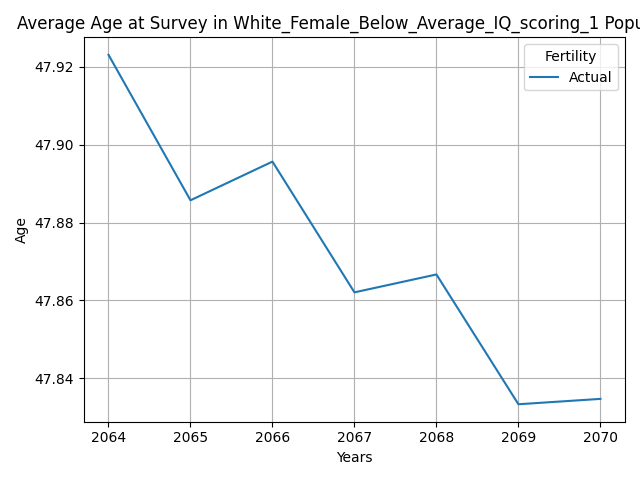 Average Age at Survey in White_Female_Below_Average_IQ_scoring_1 Popu
Fertility
Actual
47.92
47.90
47.88
47.86
47.84
Age
2064 2065 2066 2067 2068 2069 2070
Years